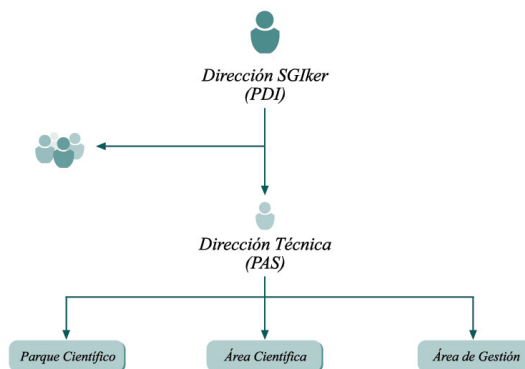 Dirección SGIker
(PDI)
Dirección Técnica
(PAS)
Parque Científico
Área Científica
Área de Gestión